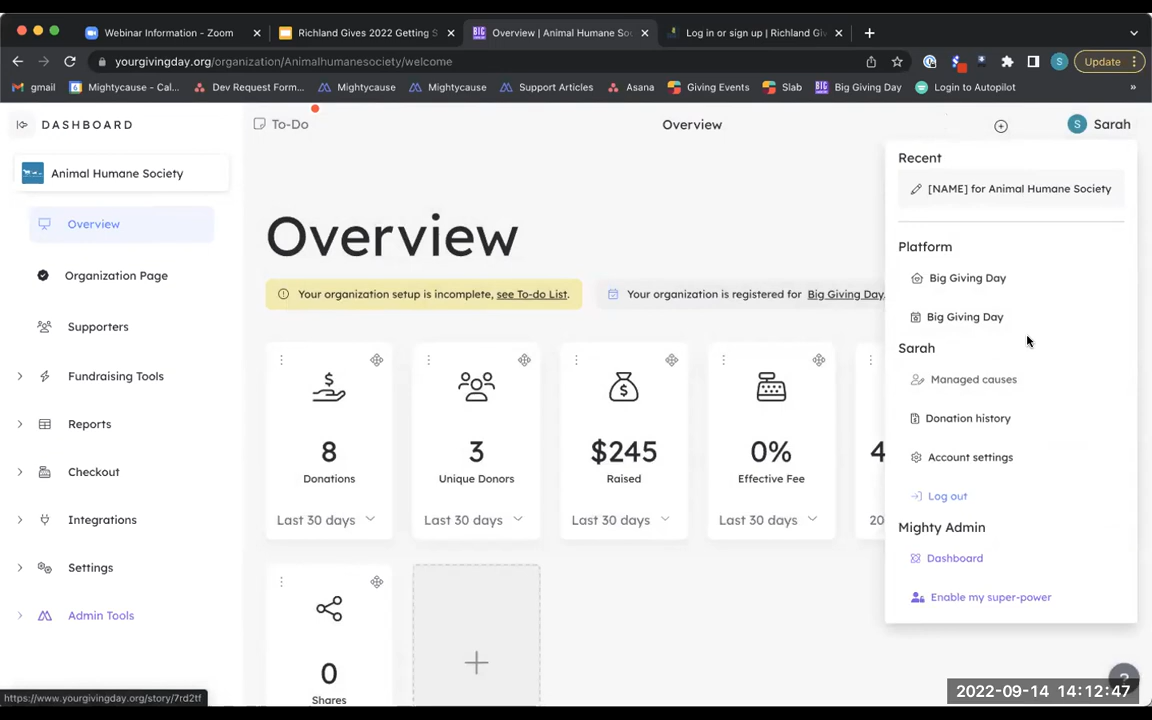 Webinar Information - Zoom
Richland Gives 2022 Getting S
Overview | Animal Humane Soc
Log in or sign up | Richland Giv
yourgivingday.org/organization/Animalhumanesociety/welcome
S
Update
gmail
Mightycause - Cal...
Dev Request Form...
Mightycause
Mightycause
Support Articles
Asana
Giving Events
Slab
Big Giving Day
Login to Autopilot
»
DASHBOARD
To-Do
Overview
S Sarah
Animal Humane Society
Overview
Organization Page
Supporters
Fundraising Tools
Reports
Checkout
Integrations
Settings
Admin Tools
Overview
Your organization setup is incomplete, see To-do List.
Your organization is registered for Big Giving Day.
8
Donations
Last 30 days
3
Unique Donors
Last 30 days
$245
Raised
Last 30 days
0%
Effective Fee
Last 30 days
4
20
0
Shares
Recent
[NAME] for Animal Humane Society
Platform
Big Giving Day
Big Giving Day
Sarah
Managed causes
Donation history
Account settings
Log out
Mighty Admin
Dashboard
Enable my super-power
?
https://www.yourgivingday.org/story/7rd2tf
2022-09-14 14:12:47